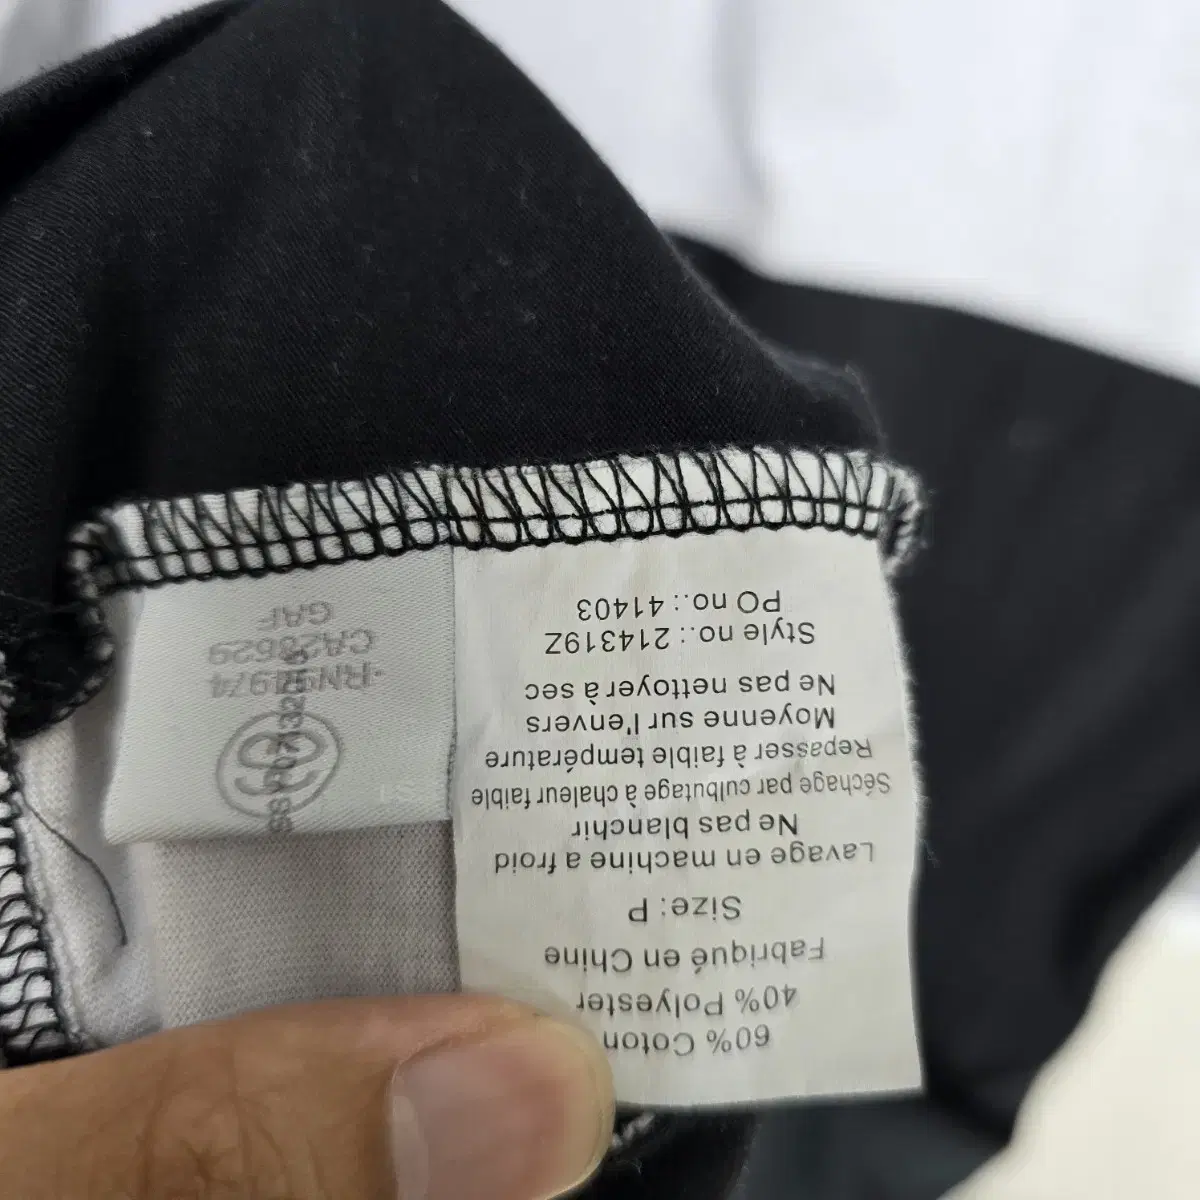 60% Coton
40% Polyester
Fabriqué en Chine
Size: P
Lavage en machine a froid
Ne pas blanchir
Séchage par culbutage à chaleur faible
Repasser à faible température
Moyenne sur l'envers
Ne pas nettoyer à sec
Style no.: 214319Z
PO no..: 41403
CA28629
GAF